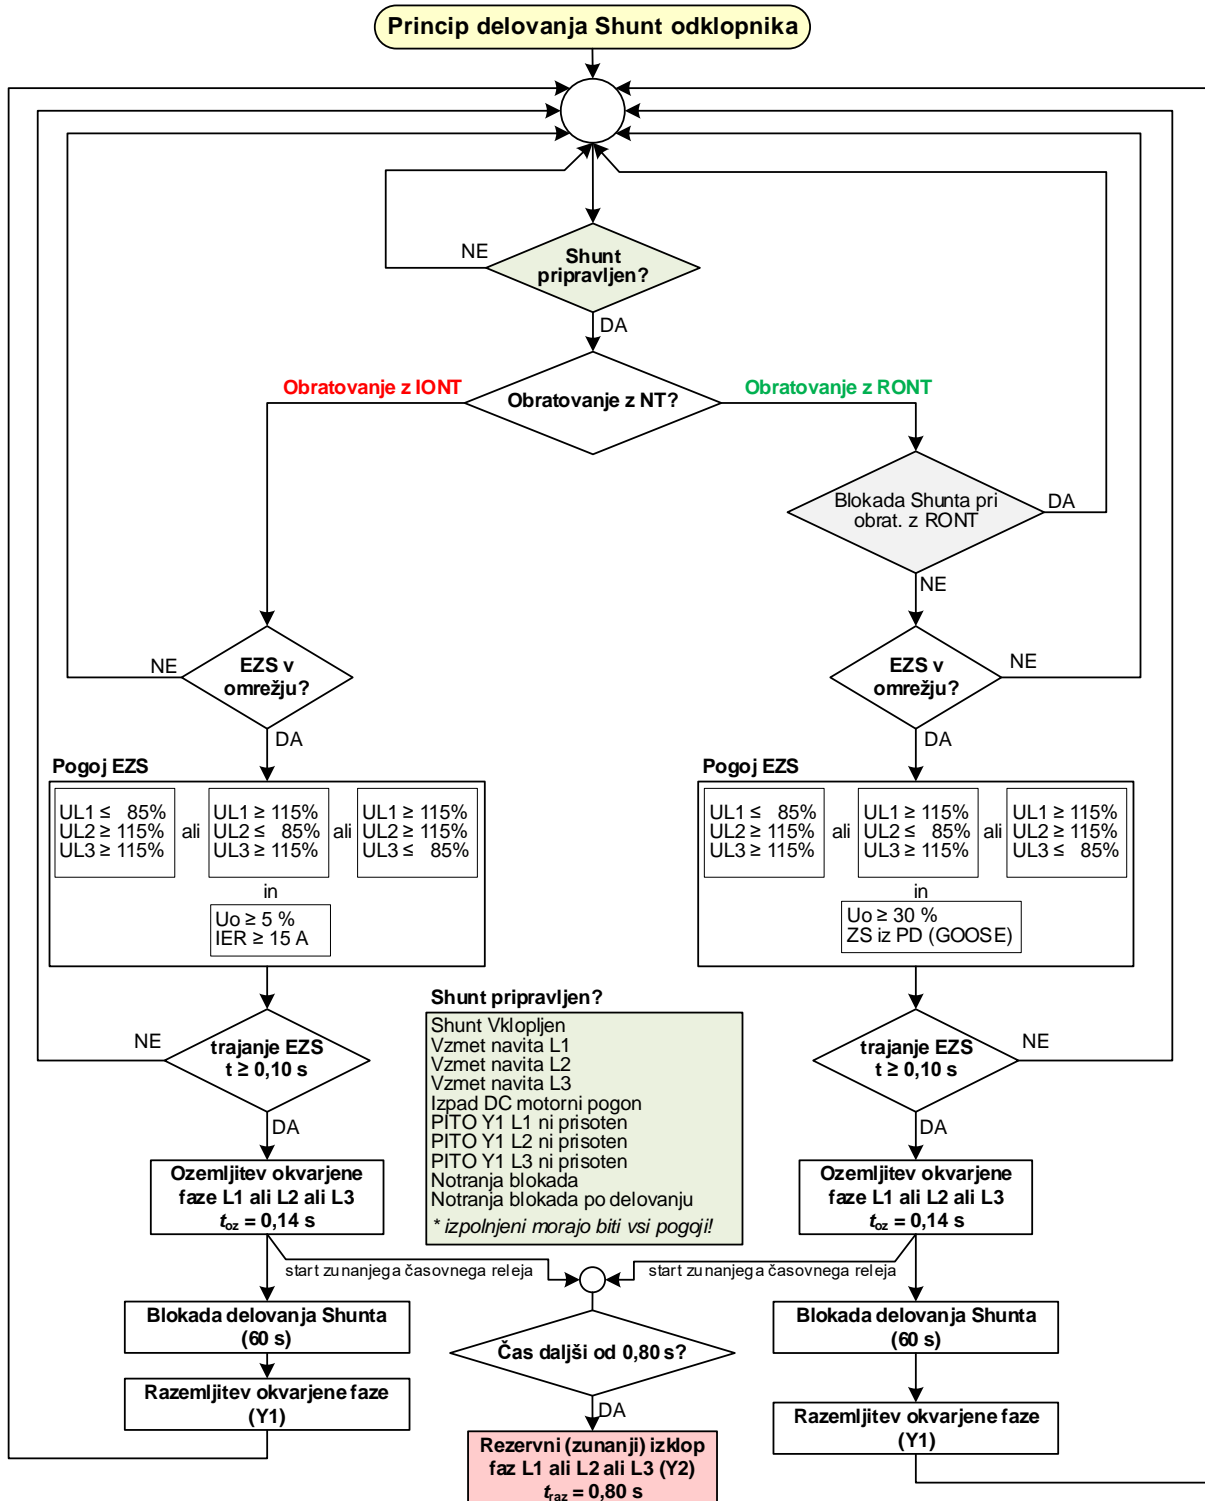 Princip delovanja Shunt odklopnika
NE
Shunt
pripravljen?
DA
Obratovanje z IONT
Obratovanje z NT?
Obratovanje z RONT
Blokada Shunta pri
obrat. z RONT
DA
NE
NE
EZS v
omrežju?
DA
EZS v
omrežju?
NE
DA
Pogoj EZS
UL1 ≤ 85%
UL2 ≥ 115%
UL3 ≥ 115%
ali
UL1 ≥ 115%
UL2 ≤ 85%
UL3 ≥ 115%
ali
UL1 ≥ 115%
UL2 ≥ 115%
UL3 ≤ 85%
in
Uo ≥ 5 %
IER ≥ 15 A
Pogoj EZS
UL1 ≤ 85%
UL2 ≥ 115%
UL3 ≥ 115%
ali
UL1 ≥ 115%
UL2 ≤ 85%
UL3 ≥ 115%
ali
UL1 ≥ 115%
UL2 ≥ 115%
UL3 ≤ 85%
in
Uo ≥ 30 %
ZS iz PD (GOOSE)
NE
trajanje EZS
t ≥ 0,10 s
DA
Shunt pripravljen?
Shunt Vklopljen
Vzmet navita L1
Vzmet navita L2
Vzmet navita L3
Izpad DC motorni pogon
PITO Y1 L1 ni prisoten
PITO Y1 L2 ni prisoten
PITO Y1 L3 ni prisoten
Notranja blokada
Notranja blokada po delovanju
* izpolnjeni morajo biti vsi pogoji!
trajanje EZS
t ≥ 0,10 s
NE
DA
Ozemljitev okvarjene
faze L1 ali L2 ali L3
toz = 0,14 s
Ozemljitev okvarjene
faze L1 ali L2 ali L3
toz = 0,14 s
start zunanjega časovnega releja
start zunanjega časovnega releja
Blokada delovanja Shunta
(60 s)
Razemljitev okvarjene faze
(Y1)
Čas daljši od 0,80 s?
DA
Rezervni (zunanji) izklop
faz L1 ali L2 ali L3 (Y2)
traz = 0,80 s
Blokada delovanja Shunta
(60 s)
Razemljitev okvarjene faze
(Y1)